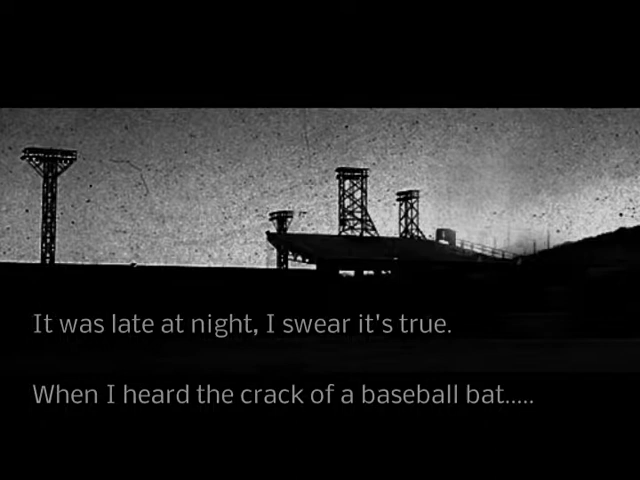 It was late at night, I swear it's true.
When I heard the crack of a baseball bat.....